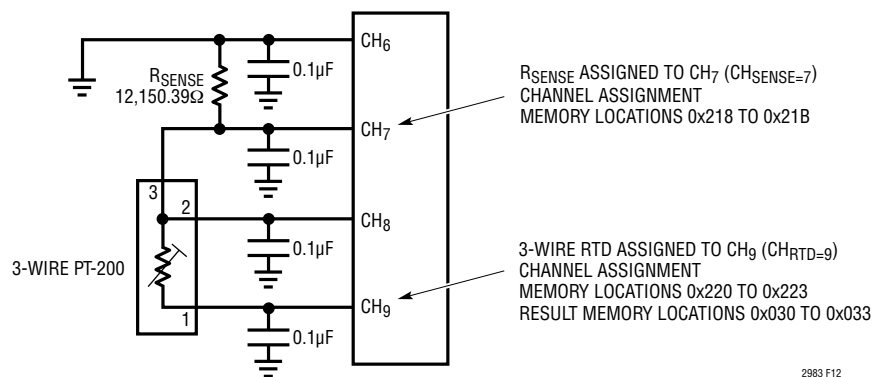 CH6
RSENSE
12,150.39Ω
0.1µF
RSENSE ASSIGNED TO CH7 (CHSENSE=7)
CHANNEL ASSIGNMENT
MEMORY LOCATIONS 0x218 TO 0x21B
CH7
0.1µF
3
2
CH8
3-WIRE PT-200
0.1µF
3-WIRE RTD ASSIGNED TO CH9 (CHRTD=9)
CHANNEL ASSIGNMENT
MEMORY LOCATIONS 0x220 TO 0x223
RESULT MEMORY LOCATIONS 0x030 TO 0x033
1
CH9
0.1µF
2983 F12